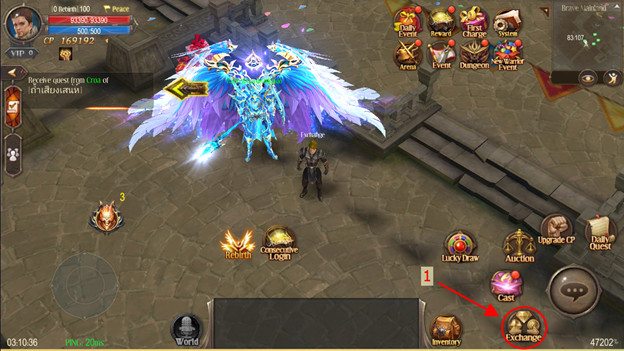 0 Rebirth 100
Peace
93390/93390
500/500
CP 169192
VIP 0
Receive quest from Croa of
[ถ้ำเสียงเสนห]
Daily Event
Reward
First Charge
System
Arena
Event
Dungeon
New Warrior Event
83,107
Exchange
3
Rebirth
Consecutive Login
Lucky Draw
Auction
Upgrade CP
Daily Quest
Cast
1
Exchange
Inventory
World
03:10:36
PING 20ms
47202%